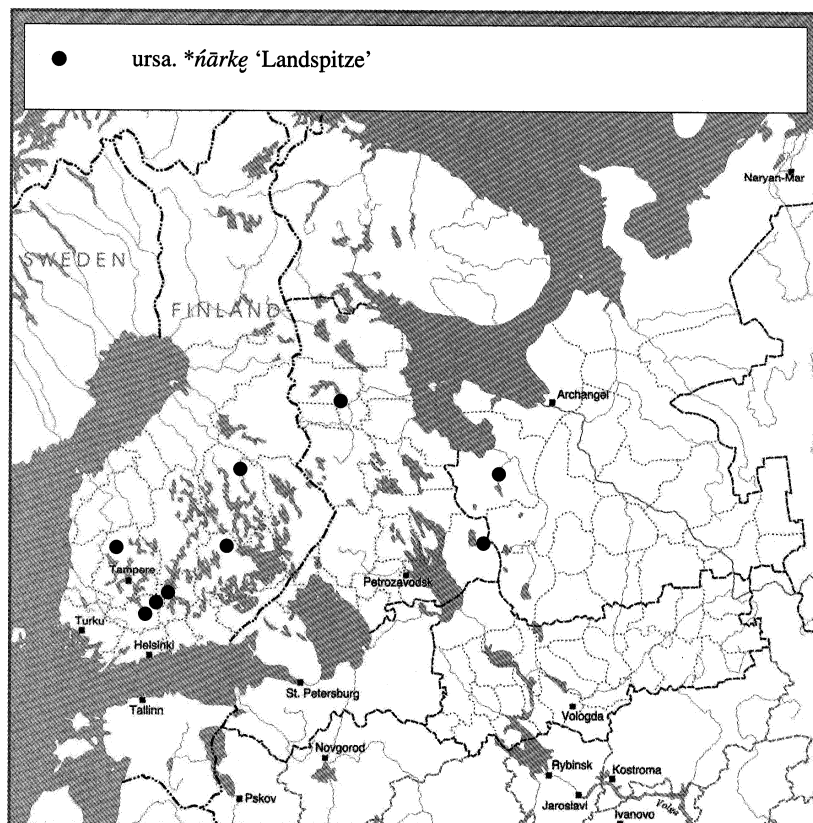 ursa. *ńārke̮ ‘Landspitze’
Naryan-Mar
SWEDEN
FINLAND
Archangel
Tampere
Petrozavodsk
Turku
Helsinki
St. Petersburg
Tallinn
Vologda
Novgorod
Rybinsk
Kostroma
Pskov
Jaroslavl
Volga
Ivanovo